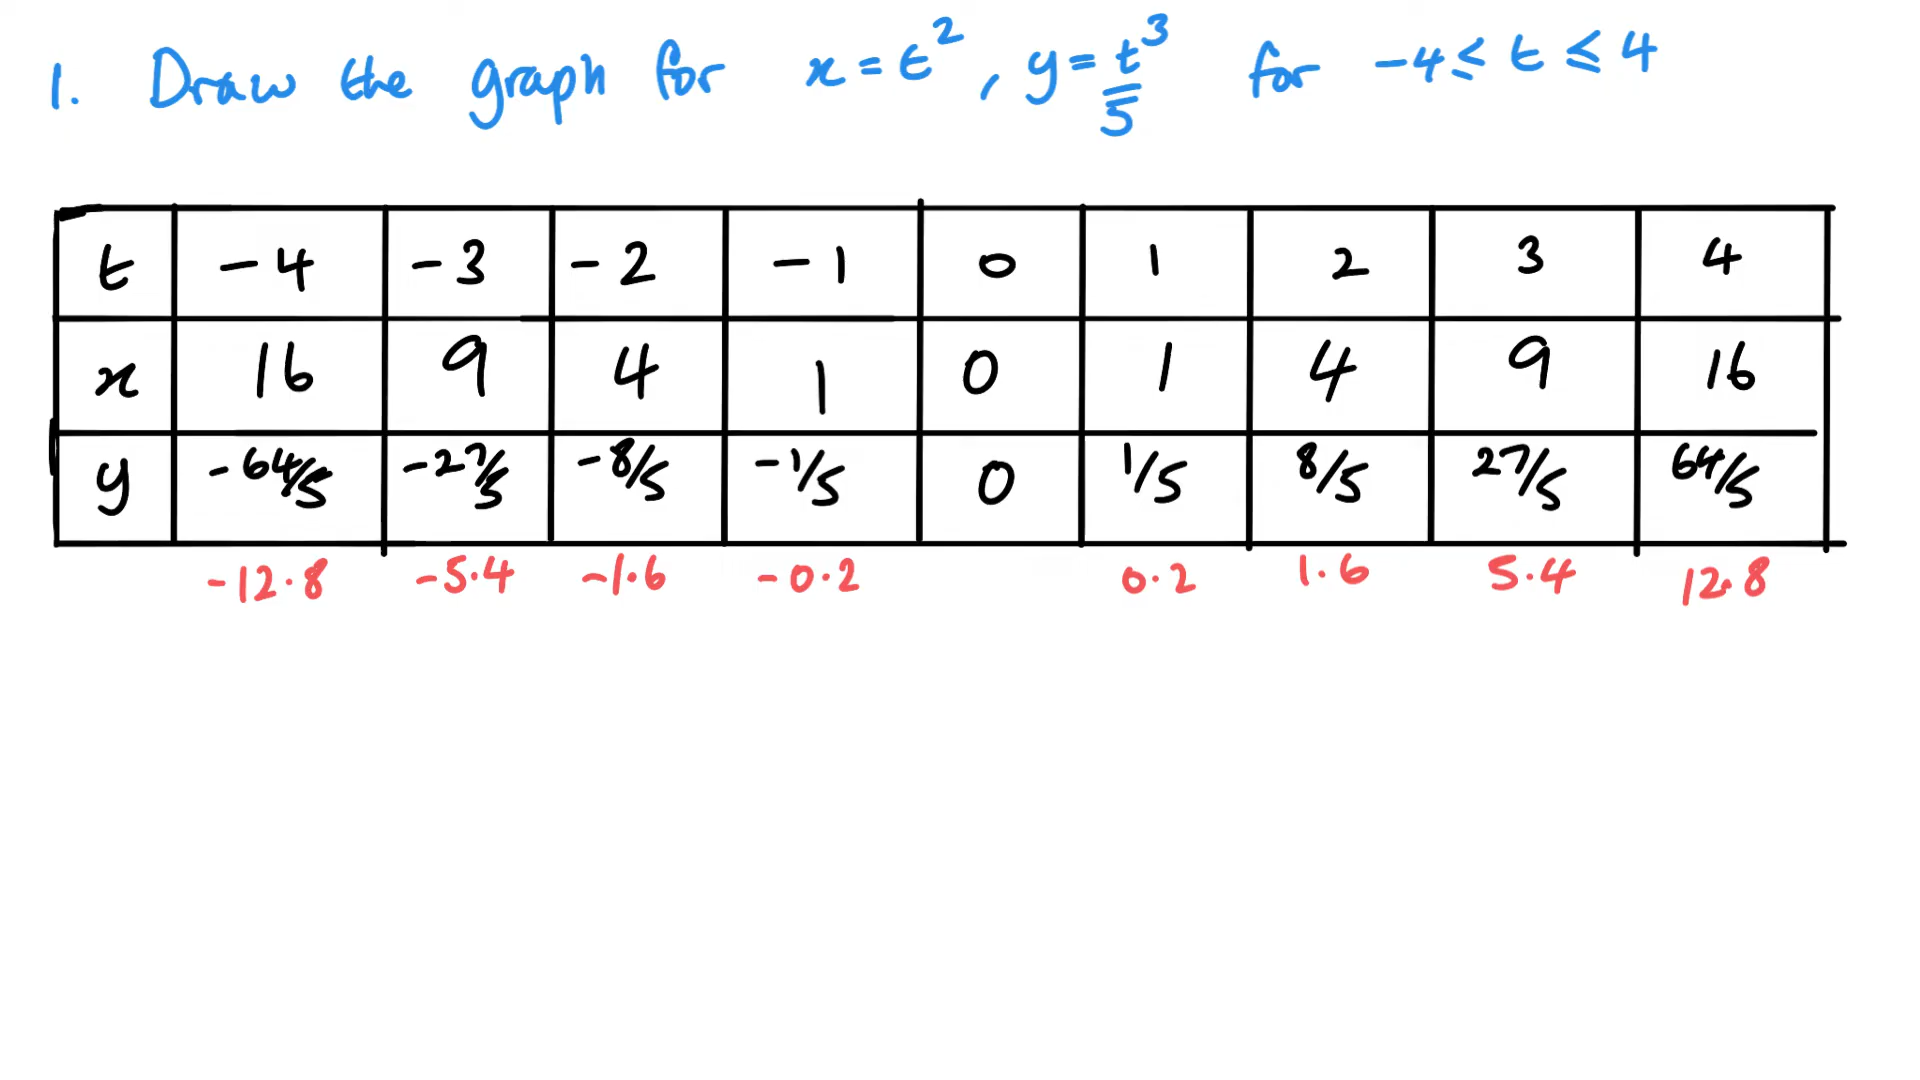 1. Draw the graph for x = t², y = t³/5 for -4 ≤ t ≤ 4
t -4 -3 -2 -1 0 1 2 3 4
x 16 9 4 1 0 1 4 9 16
y -64/5 -27/5 -8/5 -1/5 0 1/5 8/5 27/5 64/5
-12.8 -5.4 -1.6 -0.2 0.2 1.6 5.4 12.8